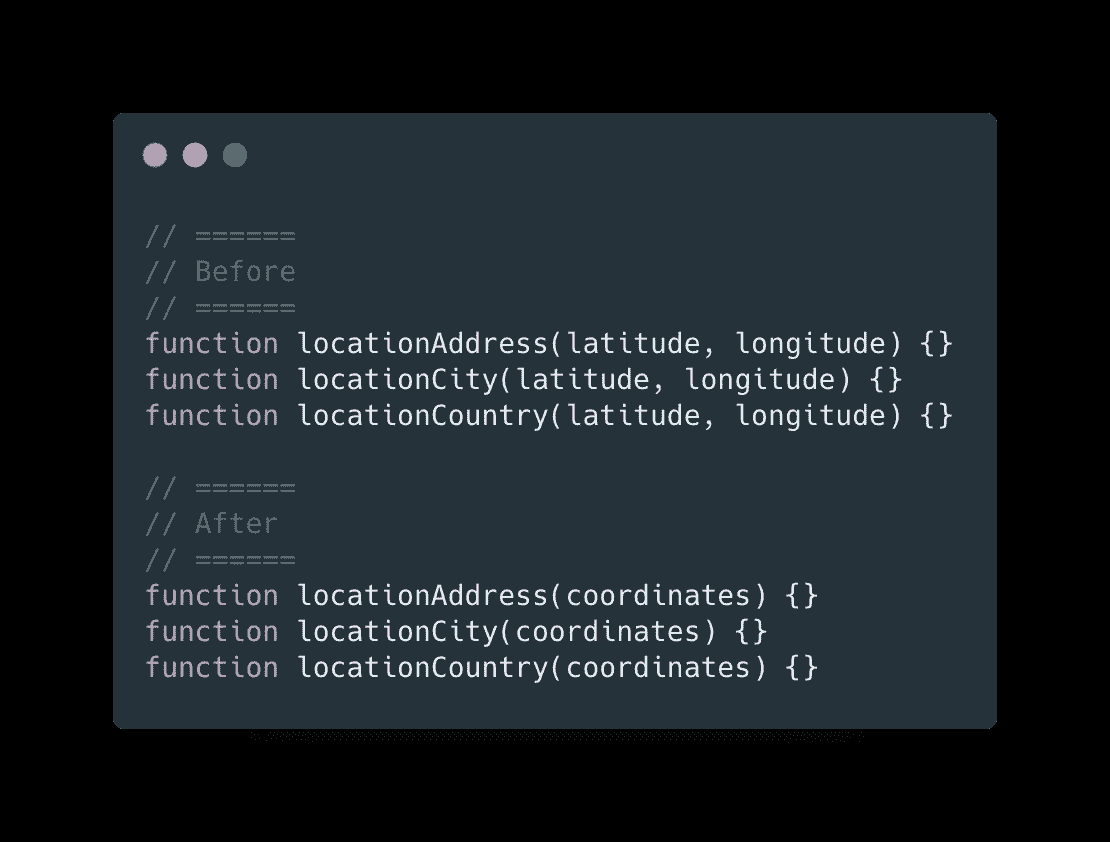 // ======
// Before
// ======
function locationAddress(latitude, longitude) {}
function locationCity(latitude, longitude) {}
function locationCountry(latitude, longitude) {}
// ======
// After
// ======
function locationAddress(coordinates) {}
function locationCity(coordinates) {}
function locationCountry(coordinates) {}